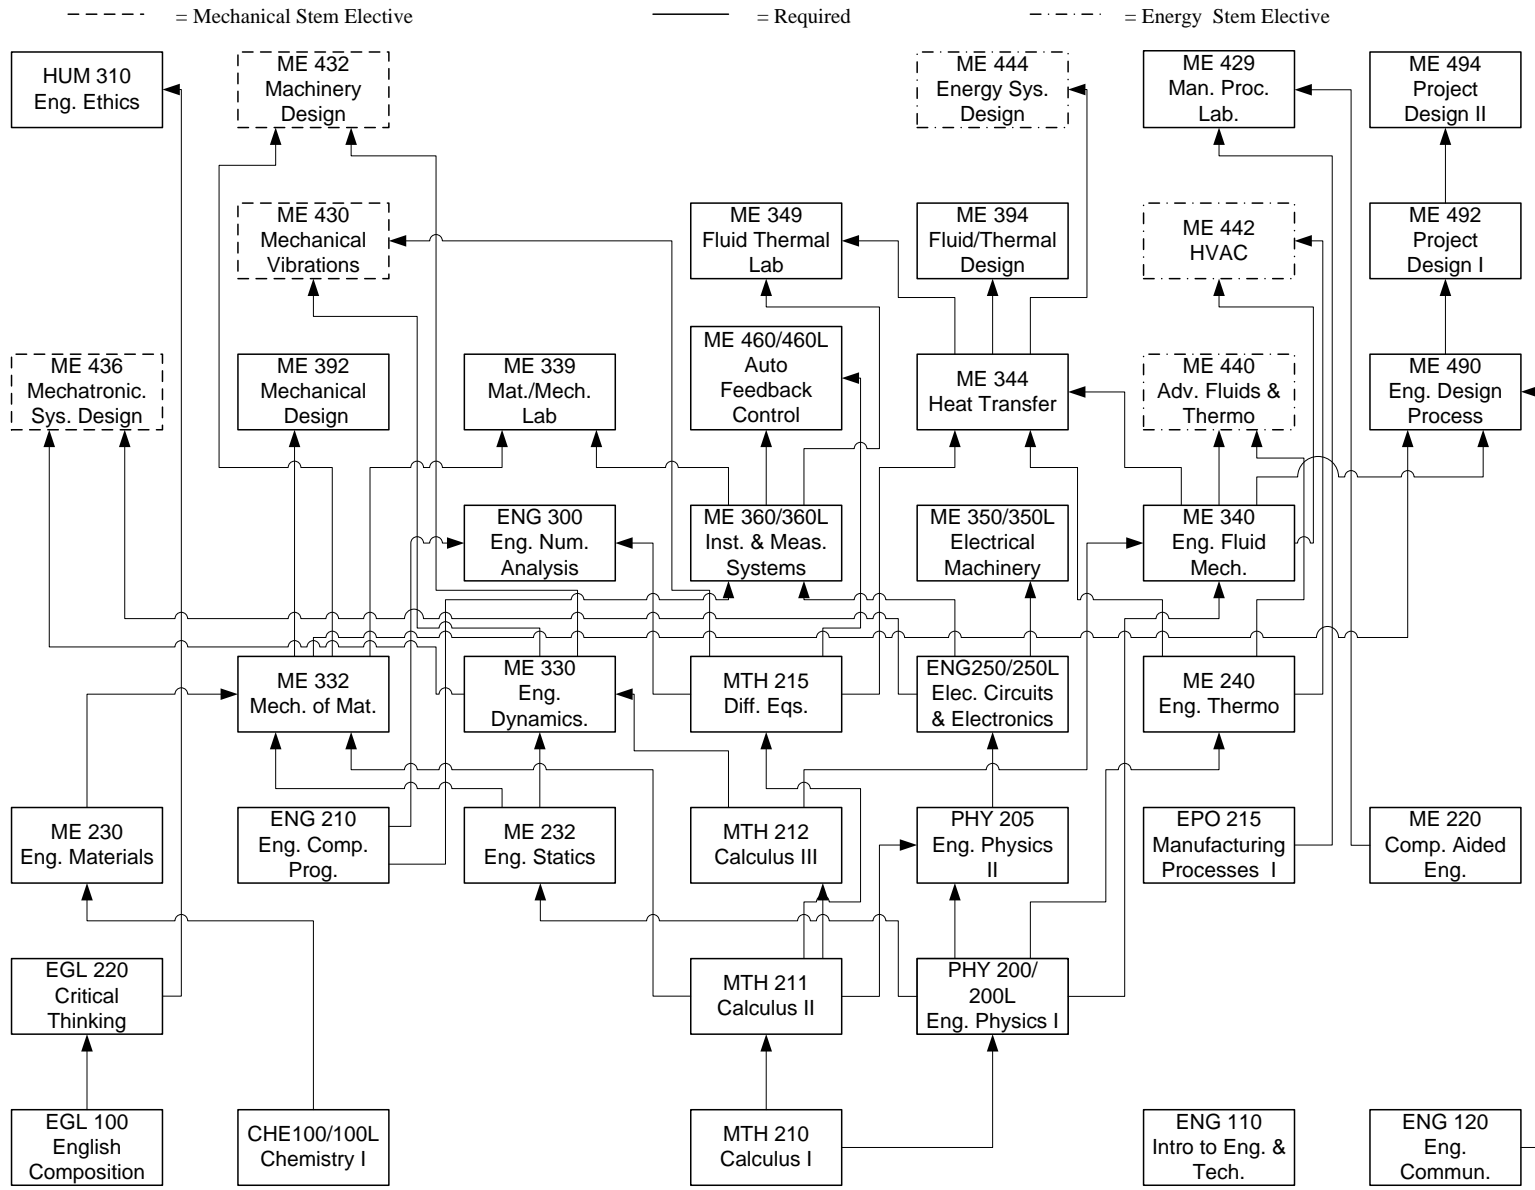 = Mechanical Stem Elective
= Required
= Energy  Stem Elective
HUM 310
Eng. Ethics
ME 432
Machinery
Design
ME 444
Energy Sys.
Design
ME 429
Man. Proc.
Lab.
ME 494
Project
Design II
ME 430
Mechanical
Vibrations
ME 349
Fluid Thermal
Lab
ME 394
Fluid/Thermal
Design
ME 442
HVAC
ME 492
Project
Design I
ME 436
Mechatronic.
Sys. Design
ME 392
Mechanical
Design
ME 339
Mat./Mech.
Lab
ME 460/460L
Auto
Feedback
Control
ME 344
Heat Transfer
ME 440
Adv. Fluids &
Thermo
ME 490
Eng. Design
Process
ENG 300
Eng. Num.
Analysis
ME 360/360L
Inst. & Meas.
Systems
ME 350/350L
Electrical
Machinery
ME 340
Eng. Fluid
Mech.
ME 332
Mech. of Mat.
ME 330
Eng.
Dynamics.
MTH 215
Diff. Eqs.
ENG250/250L
Elec. Circuits
& Electronics
ME 240
Eng. Thermo
ME 230
Eng. Materials
ENG 210
Eng. Comp.
Prog.
ME 232
Eng. Statics
MTH 212
Calculus III
PHY 205
Eng. Physics
II
EPO 215
Manufacturing
Processes  I
ME 220
Comp. Aided
Eng.
EGL 220
Critical
Thinking
MTH 211
Calculus II
PHY 200/
200L
Eng. Physics I
EGL 100
English
Composition
CHE100/100L
Chemistry I
MTH 210
Calculus I
ENG 110
Intro to Eng. &
Tech.
ENG 120
Eng.
Commun.